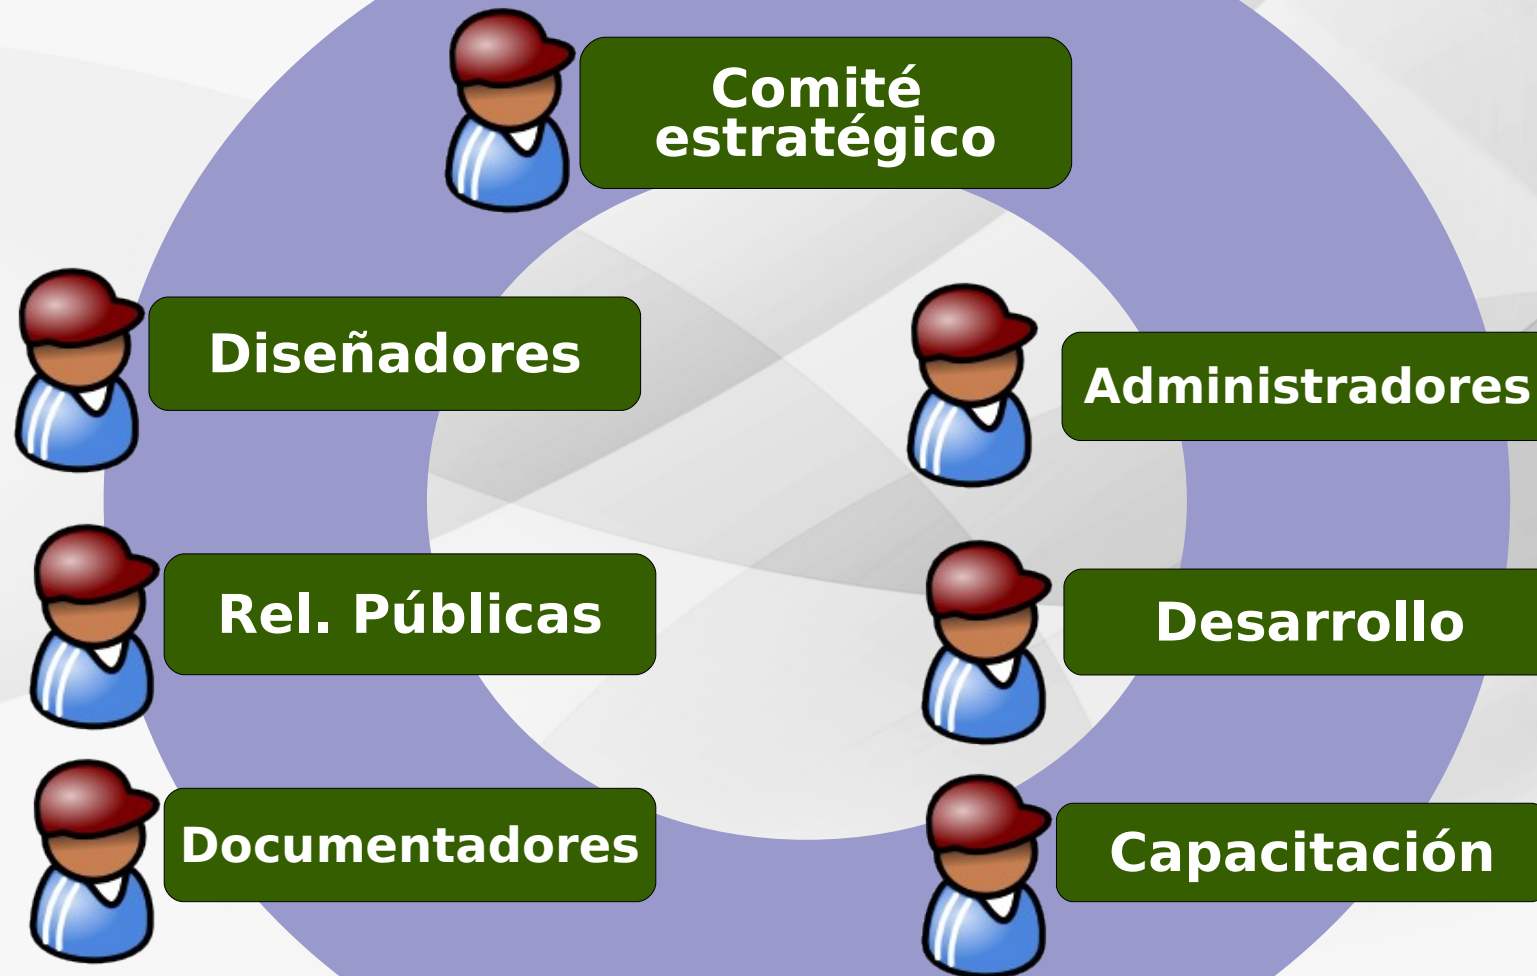 Comité
estratégico
Diseñadores
Administradores
Rel. Públicas
Desarrollo
Documentadores
Capacitación